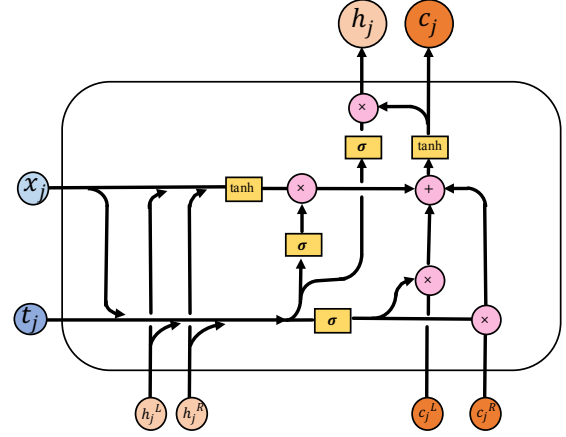 h_j c_j
×
σ tanh
x_j tanh × +
σ
×
t_j σ ×
h_j^L h_j^R c_j^L c_j^R